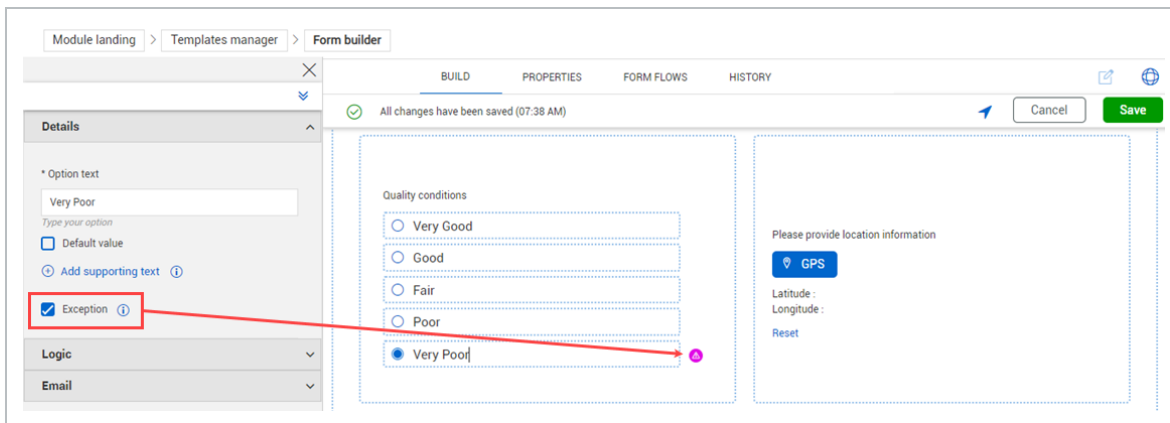 Module landing > Templates manager > Form builder
BUILD PROPERTIES FORM FLOWS HISTORY
All changes have been saved (07:38 AM) Cancel Save
Details
* Option text
Very Poor
Type your option
Default value
Add supporting text
Exception
Logic
Email
Quality conditions
Very Good
Good
Fair
Poor
Very Poor
Please provide location information
GPS
Latitude :
Longitude :
Reset